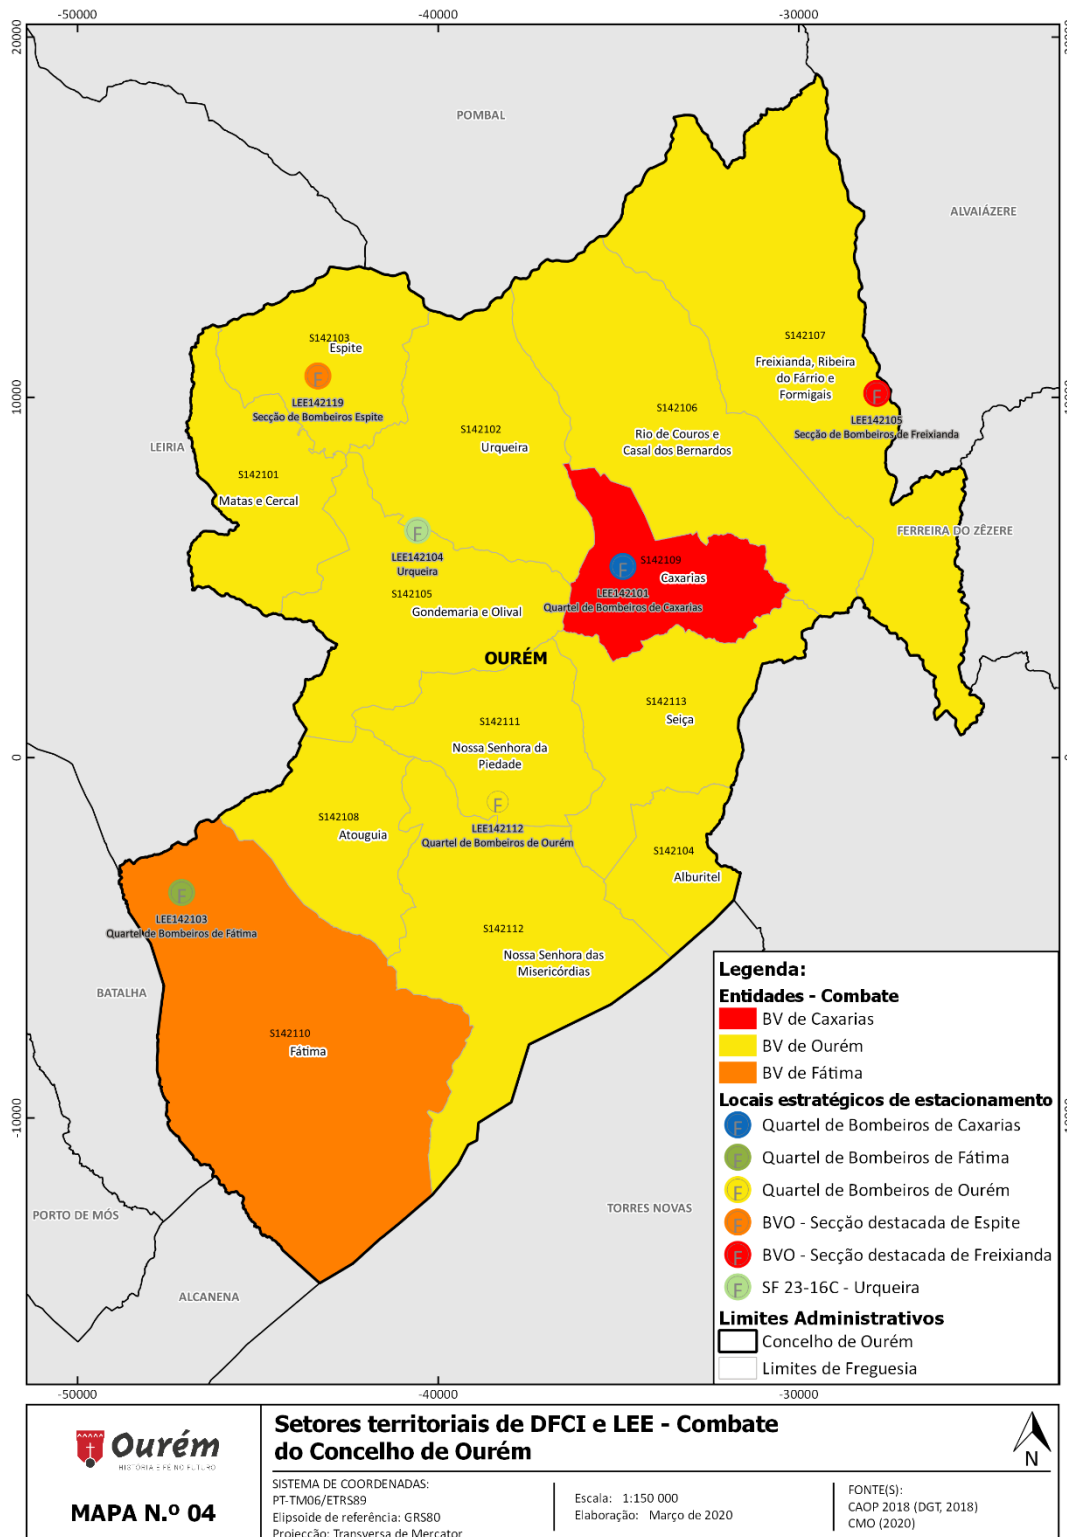 -50000
-40000
-30000
20000
POMBAL
ALVAIÁZERE
S142103
Espite
F
LEE142119
Secção de Bombeiros Espite
S142107
Freixianda, Ribeira
do Fárrio e
Formigais
F
LEE142105
Secção de Bombeiros de Freixianda
10000
S142106
Rio de Couros e
Casal dos Bernardos
S142102
Urqueira
LEIRIA
S142101
Matas e Cercal
FERREIRA DO ZÊZERE
F
LEE142104
Urqueira
S142105
Gondemaria e Olival
S142109
Caxarias
F
LEE142101
Quartel de Bombeiros de Caxarias
OURÉM
S142113
Seiça
S142111
Nossa Senhora da
Piedade
0
F
LEE142112
Quartel de Bombeiros de Ourém
S142108
Atouguia
S142104
Alburitel
F
LEE142103
Quartel de Bombeiros de Fátima
S142112
Nossa Senhora das
Misericórdias
BATALHA
S142110
Fátima
-10000
PORTO DE MÓS
TORRES NOVAS
ALCANENA
Legenda:
Entidades - Combate
BV de Caxarias
BV de Ourém
BV de Fátima
Locais estratégicos de estacionamento
F Quartel de Bombeiros de Caxarias
F Quartel de Bombeiros de Fátima
F Quartel de Bombeiros de Ourém
F BVO - Secção destacada de Espite
F BVO - Secção destacada de Freixianda
F SF 23-16C - Urqueira
Limites Administrativos
Concelho de Ourém
Limites de Freguesia
-50000
-40000
-30000
Ourém
HISTÓRIA E FÉ NO FUTURO
MAPA N.º 04
Setores territoriais de DFCI e LEE - Combate
do Concelho de Ourém
N
SISTEMA DE COORDENADAS:
PT-TM06/ETRS89
Elipsoide de referência: GRS80
Projecção: Transversa de Mercator
Escala: 1:150 000
Elaboração: Março de 2020
FONTE(S):
CAOP 2018 (DGT, 2018)
CMO (2020)